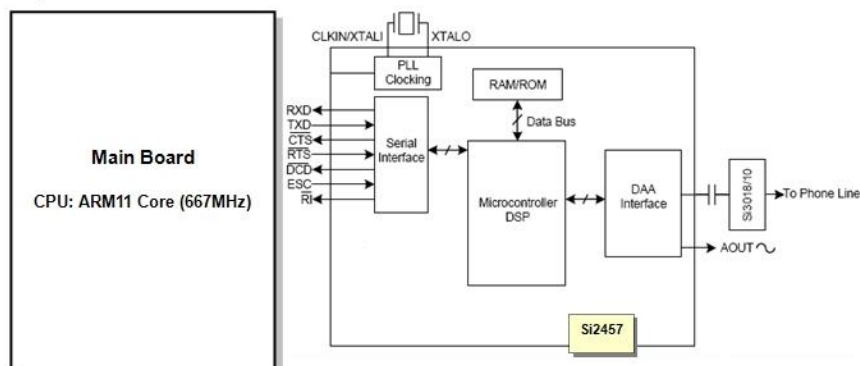 CLKIN/XTALI
XTALO
PLL
Clocking
RAM/ROM
Data Bus
RXD
TXD
CTS
RTS
DCD
ESC
RI
Serial
Interface
Main Board
CPU: ARM11 Core (667MHz)
Microcontroller
DSP
DAA
Interface
Si3018/10
To Phone Line
AOUT
Si2457